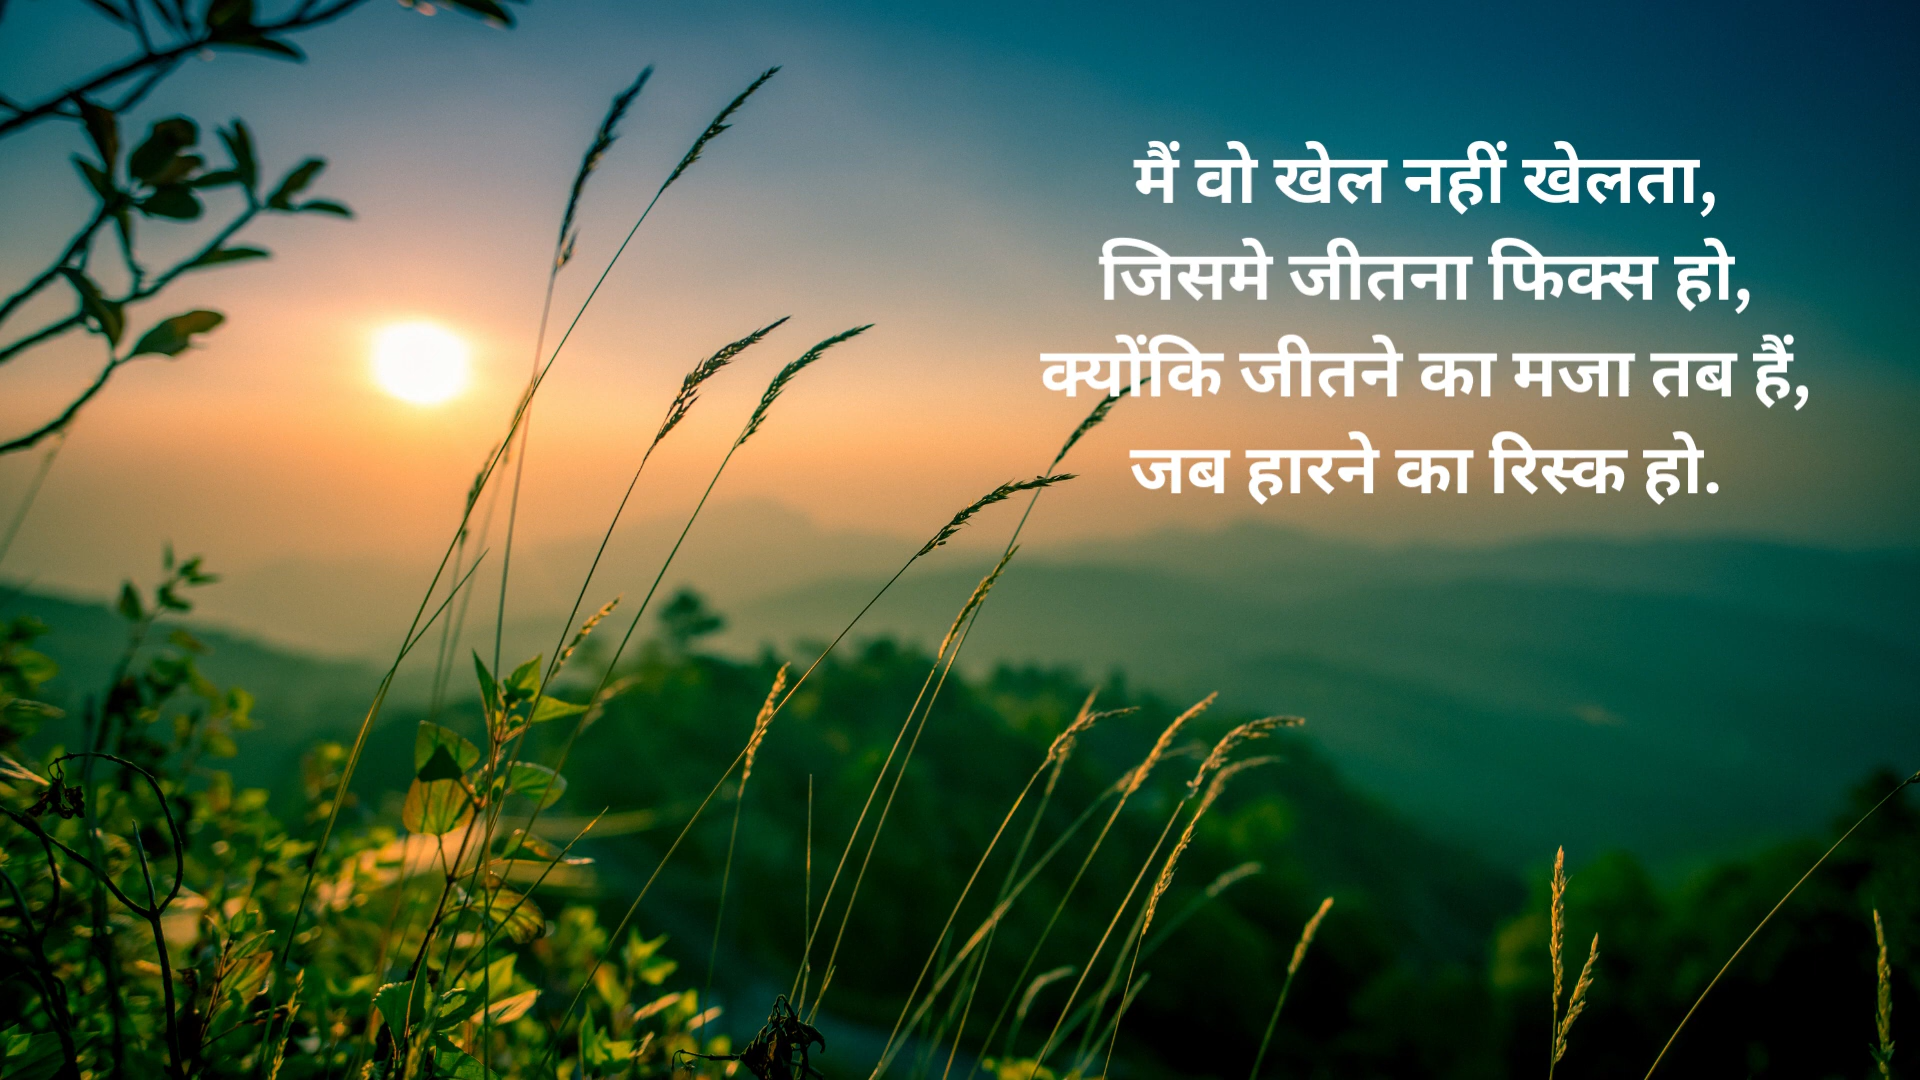 मैं वो खेल नहीं खेलता,
जिसमे जीतना फिक्स हो,
क्योंकि जीतने का मजा तब हैं,
जब हारने का रिस्क हो.